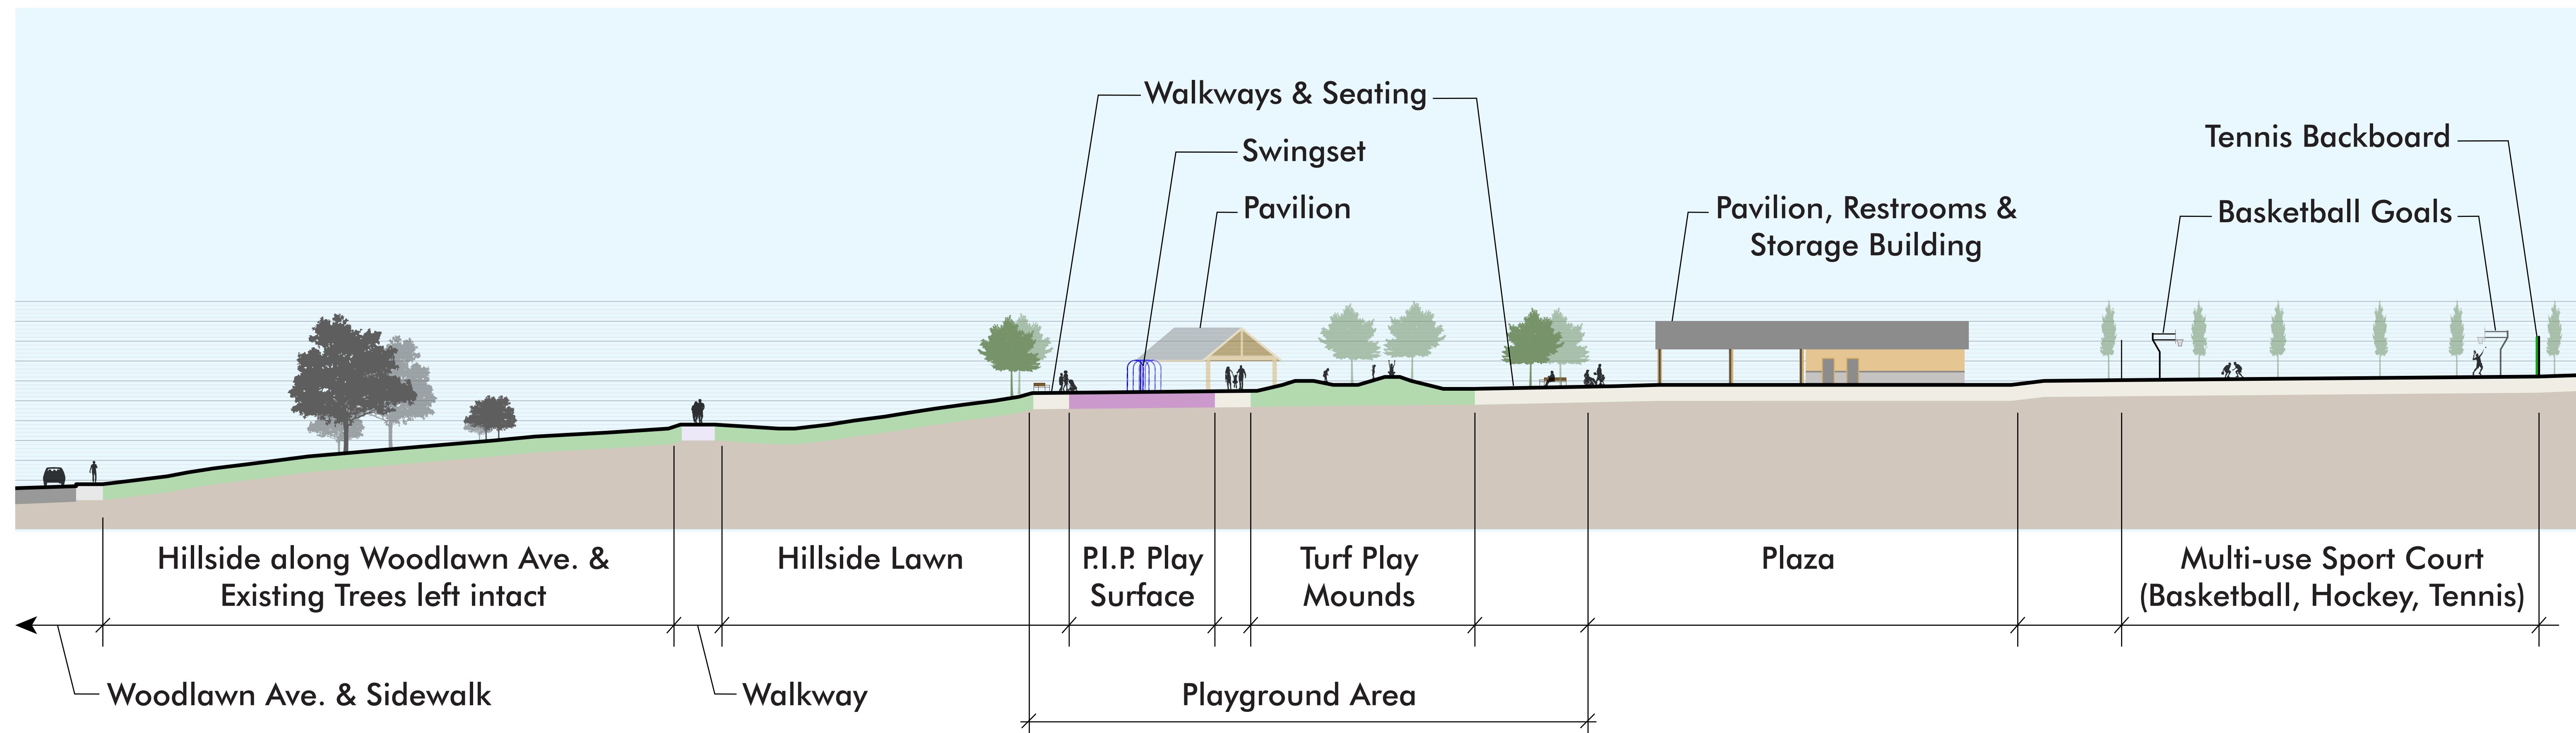 Walkways & Seating
Swingset
Pavilion
Pavilion, Restrooms &
Storage Building
Tennis Backboard
Basketball Goals
Hillside along Woodlawn Ave. &
Existing Trees left intact
Hillside Lawn
P.I.P. Play
Surface
Turf Play
Mounds
Plaza
Multi-use Sport Court
(Basketball, Hockey, Tennis)
Woodlawn Ave. & Sidewalk
Walkway
Playground Area